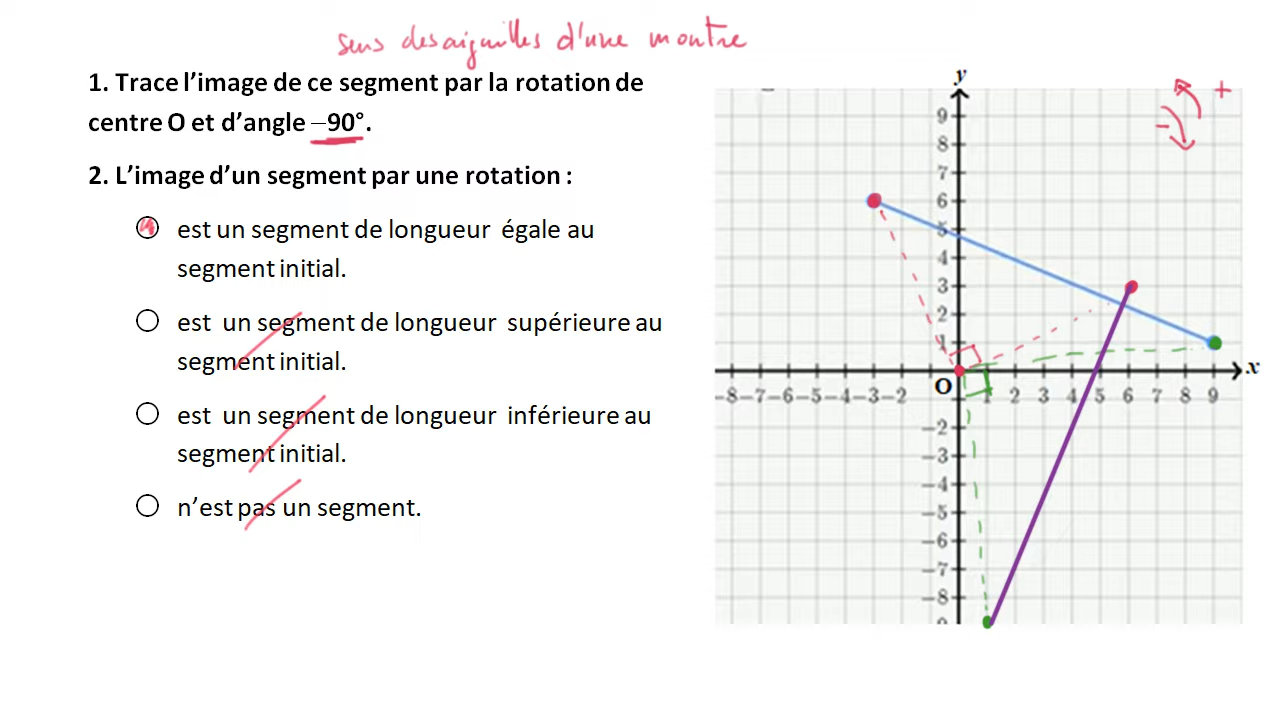 sens des aiguilles d'une montre
1. Trace l'image de ce segment par la rotation de
centre O et d'angle −90°.
2. L'image d'un segment par une rotation :
est un segment de longueur égale au
segment initial.
est un segment de longueur supérieure au
segment initial.
est un segment de longueur inférieure au
segment initial.
n'est pas un segment.
y
+
−
9
8
7
6
5
4
3
2
1
O
x
−8 −7 −6 −5 −4 −3 −2 1 2 3 4 5 6 7 8 9
−2
−3
−4
−5
−6
−7
−8